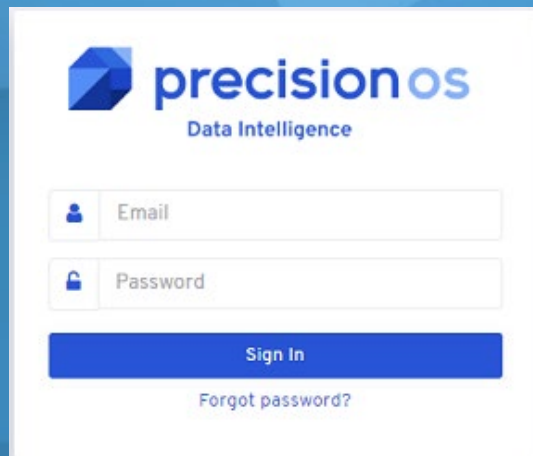 precision os
Data Intelligence
Email
Password
Sign In
Forgot password?